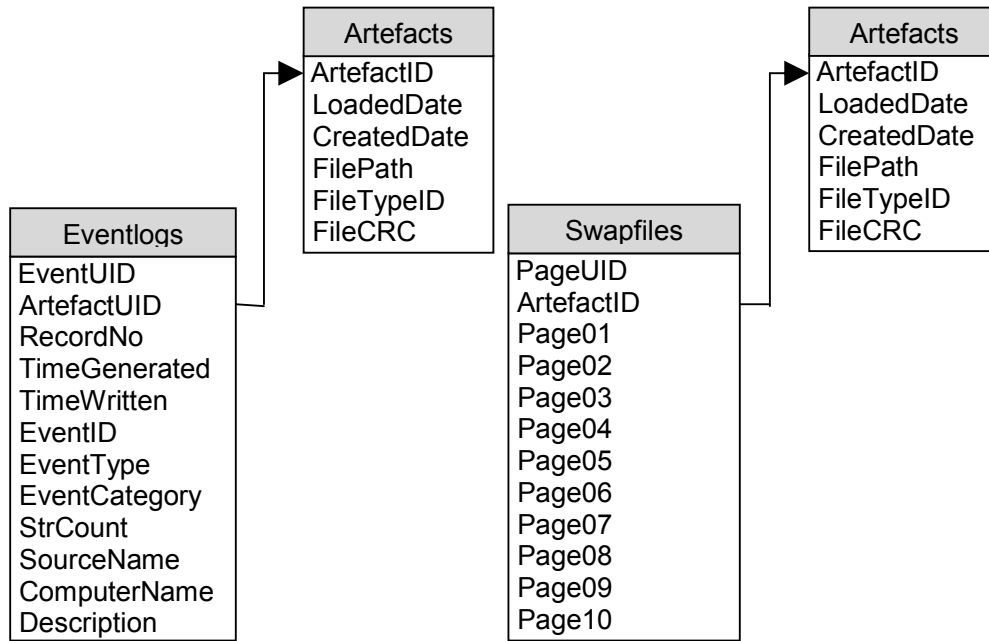 Artefacts
ArtefactID
LoadedDate
CreatedDate
FilePath
FileTypeID
FileCRC
Eventlogs
EventUID
ArtefactUID
RecordNo
TimeGenerated
TimeWritten
EventID
EventType
EventCategory
StrCount
SourceName
ComputerName
Description
Artefacts
ArtefactID
LoadedDate
CreatedDate
FilePath
FileTypeID
FileCRC
Swapfiles
PageUID
ArtefactID
Page01
Page02
Page03
Page04
Page05
Page06
Page07
Page08
Page09
Page10